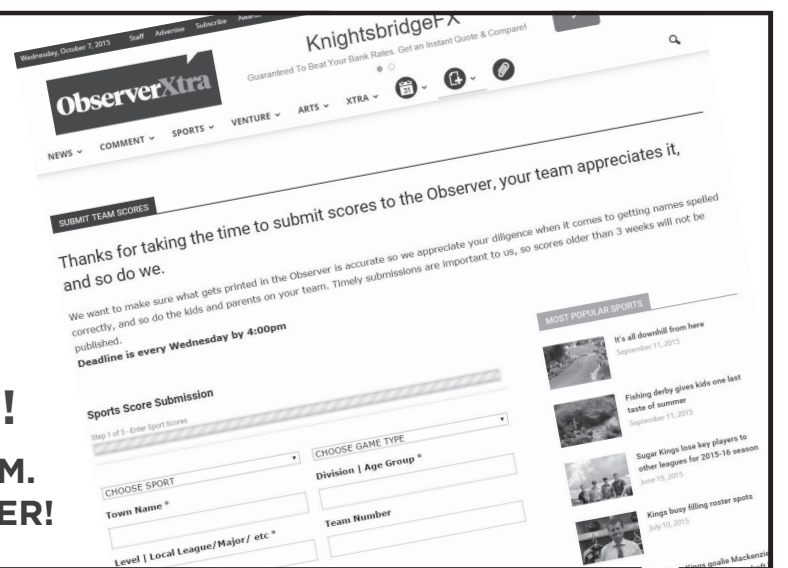 Wednesday, October 7, 2015 Staff Advertise Subscribe
KnightsbridgeFX
Guaranteed To Beat Your Bank Rates. Get an Instant Quote & Compare!
ObserverXtra
NEWS COMMENT SPORTS VENTURE ARTS XTRA 31
SUBMIT TEAM SCORES
Thanks for taking the time to submit scores to the Observer, your team appreciates it,
and so do we.
We want to make sure what gets printed in the Observer is accurate so we appreciate your diligence when it comes to getting names spelled
correctly, and so do the kids and parents on your team. Timely submissions are important to us, so scores older than 3 weeks will not be
published.
Deadline is every Wednesday by 4:00pm
Sports Score Submission
Step 1 of 3 - Enter Sport Scores
CHOOSE SPORT
CHOOSE GAME TYPE
Town Name *
Division | Age Group *
Level | Local League/Major/ etc *
Team Number
MOST POPULAR SPORTS
It's all downhill from here
September 11, 2015
Fishing derby gives kids one last
taste of summer
September 11, 2015
Sugar Kings lose key players to
other leagues for 2015-16 season
June 19, 2015
Kings busy filling roster spots
July 10, 2015
Kings goalie Mackenzie
!
M.
ER!